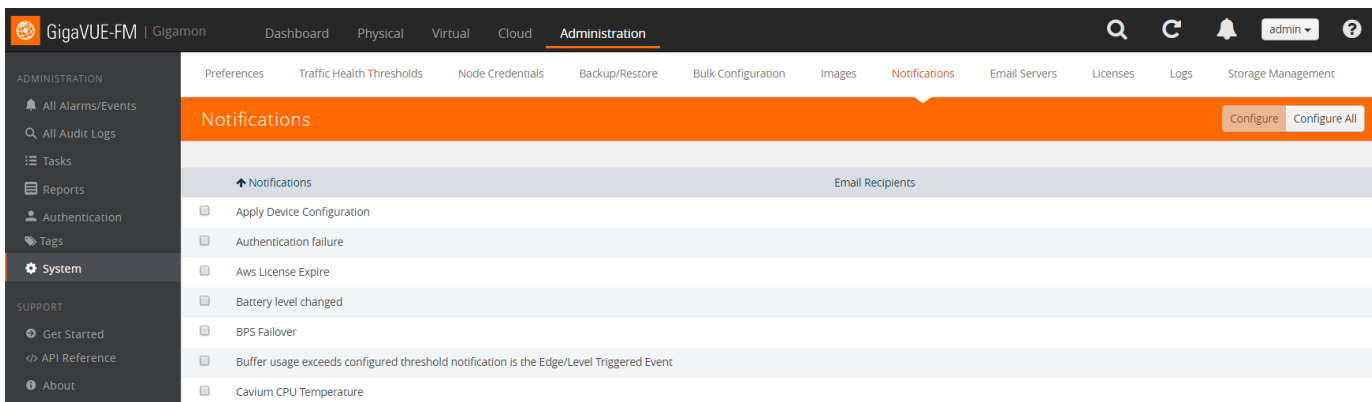 GigaVUE-FM | Gigamon Dashboard Physical Virtual Cloud Administration admin
ADMINISTRATION
All Alarms/Events
All Audit Logs
Tasks
Reports
Authentication
Tags
System
SUPPORT
Get Started
</> API Reference
About
Preferences Traffic Health Thresholds Node Credentials Backup/Restore Bulk Configuration Images Notifications Email Servers Licenses Logs Storage Management
Notifications Configure Configure All
Notifications Email Recipients
Apply Device Configuration
Authentication failure
Aws License Expire
Battery level changed
BPS Failover
Buffer usage exceeds configured threshold notification is the Edge/Level Triggered Event
Cavium CPU Temperature